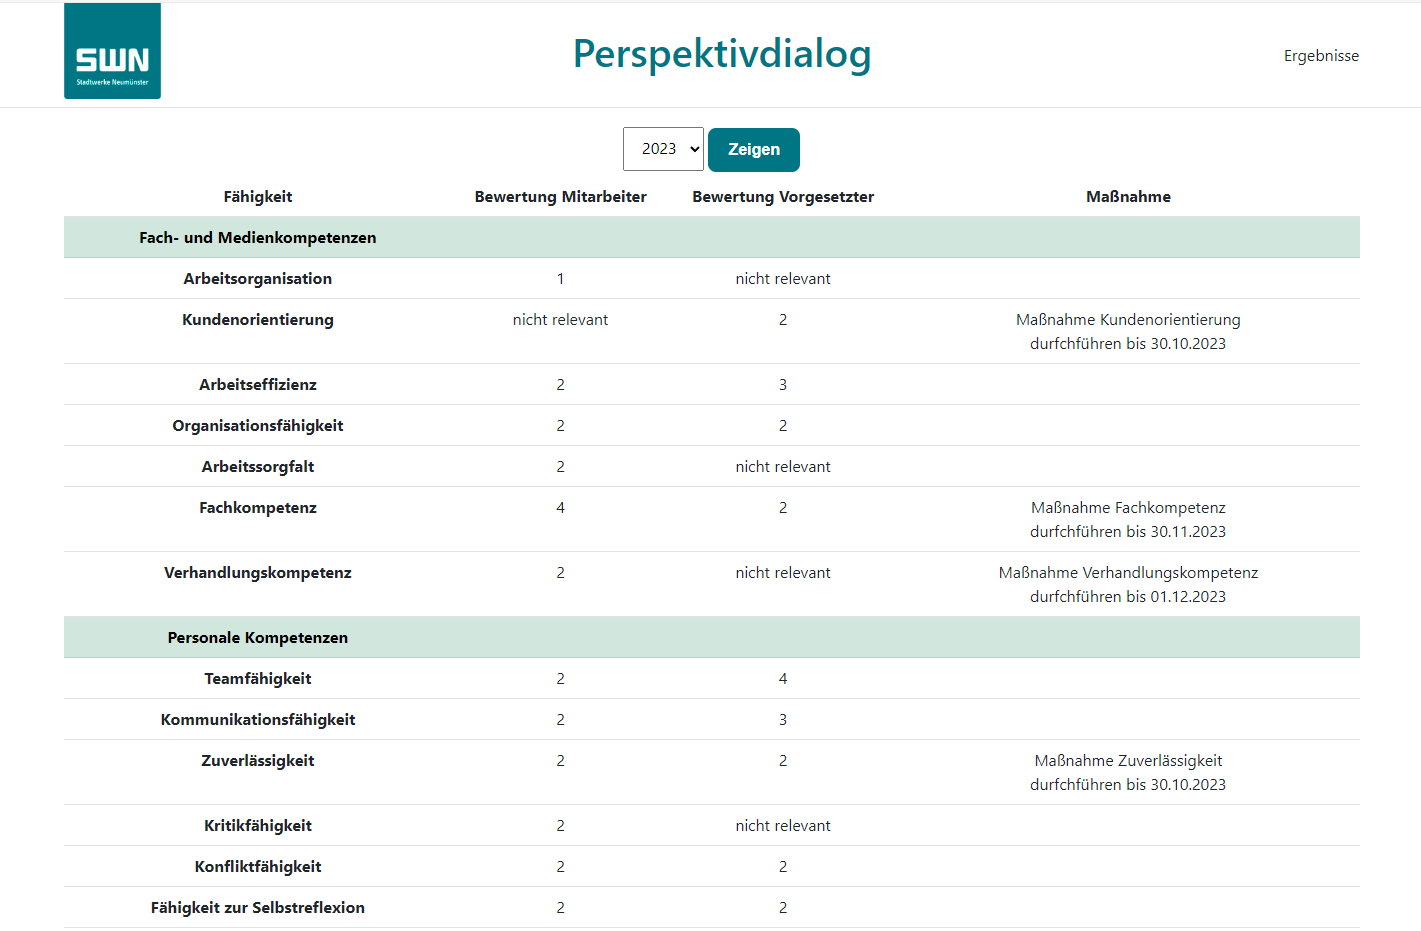 SWN
Stadtwerke Neumünster
Perspektivdialog
Ergebnisse
2023 Zeigen
Fähigkeit Bewertung Mitarbeiter Bewertung Vorgesetzter Maßnahme
Fach- und Medienkompetenzen
Arbeitsorganisation 1 nicht relevant
Kundenorientierung nicht relevant 2 Maßnahme Kundenorientierung
durfchführen bis 30.10.2023
Arbeitseffizienz 2 3
Organisationsfähigkeit 2 2
Arbeitssorgfalt 2 nicht relevant
Fachkompetenz 4 2 Maßnahme Fachkompetenz
durfchführen bis 30.11.2023
Verhandlungskompetenz 2 nicht relevant Maßnahme Verhandlungskompetenz
durfchführen bis 01.12.2023
Personale Kompetenzen
Teamfähigkeit 2 4
Kommunikationsfähigkeit 2 3
Zuverlässigkeit 2 2 Maßnahme Zuverlässigkeit
durfchführen bis 30.10.2023
Kritikfähigkeit 2 nicht relevant
Konfliktfähigkeit 2 2
Fähigkeit zur Selbstreflexion 2 2